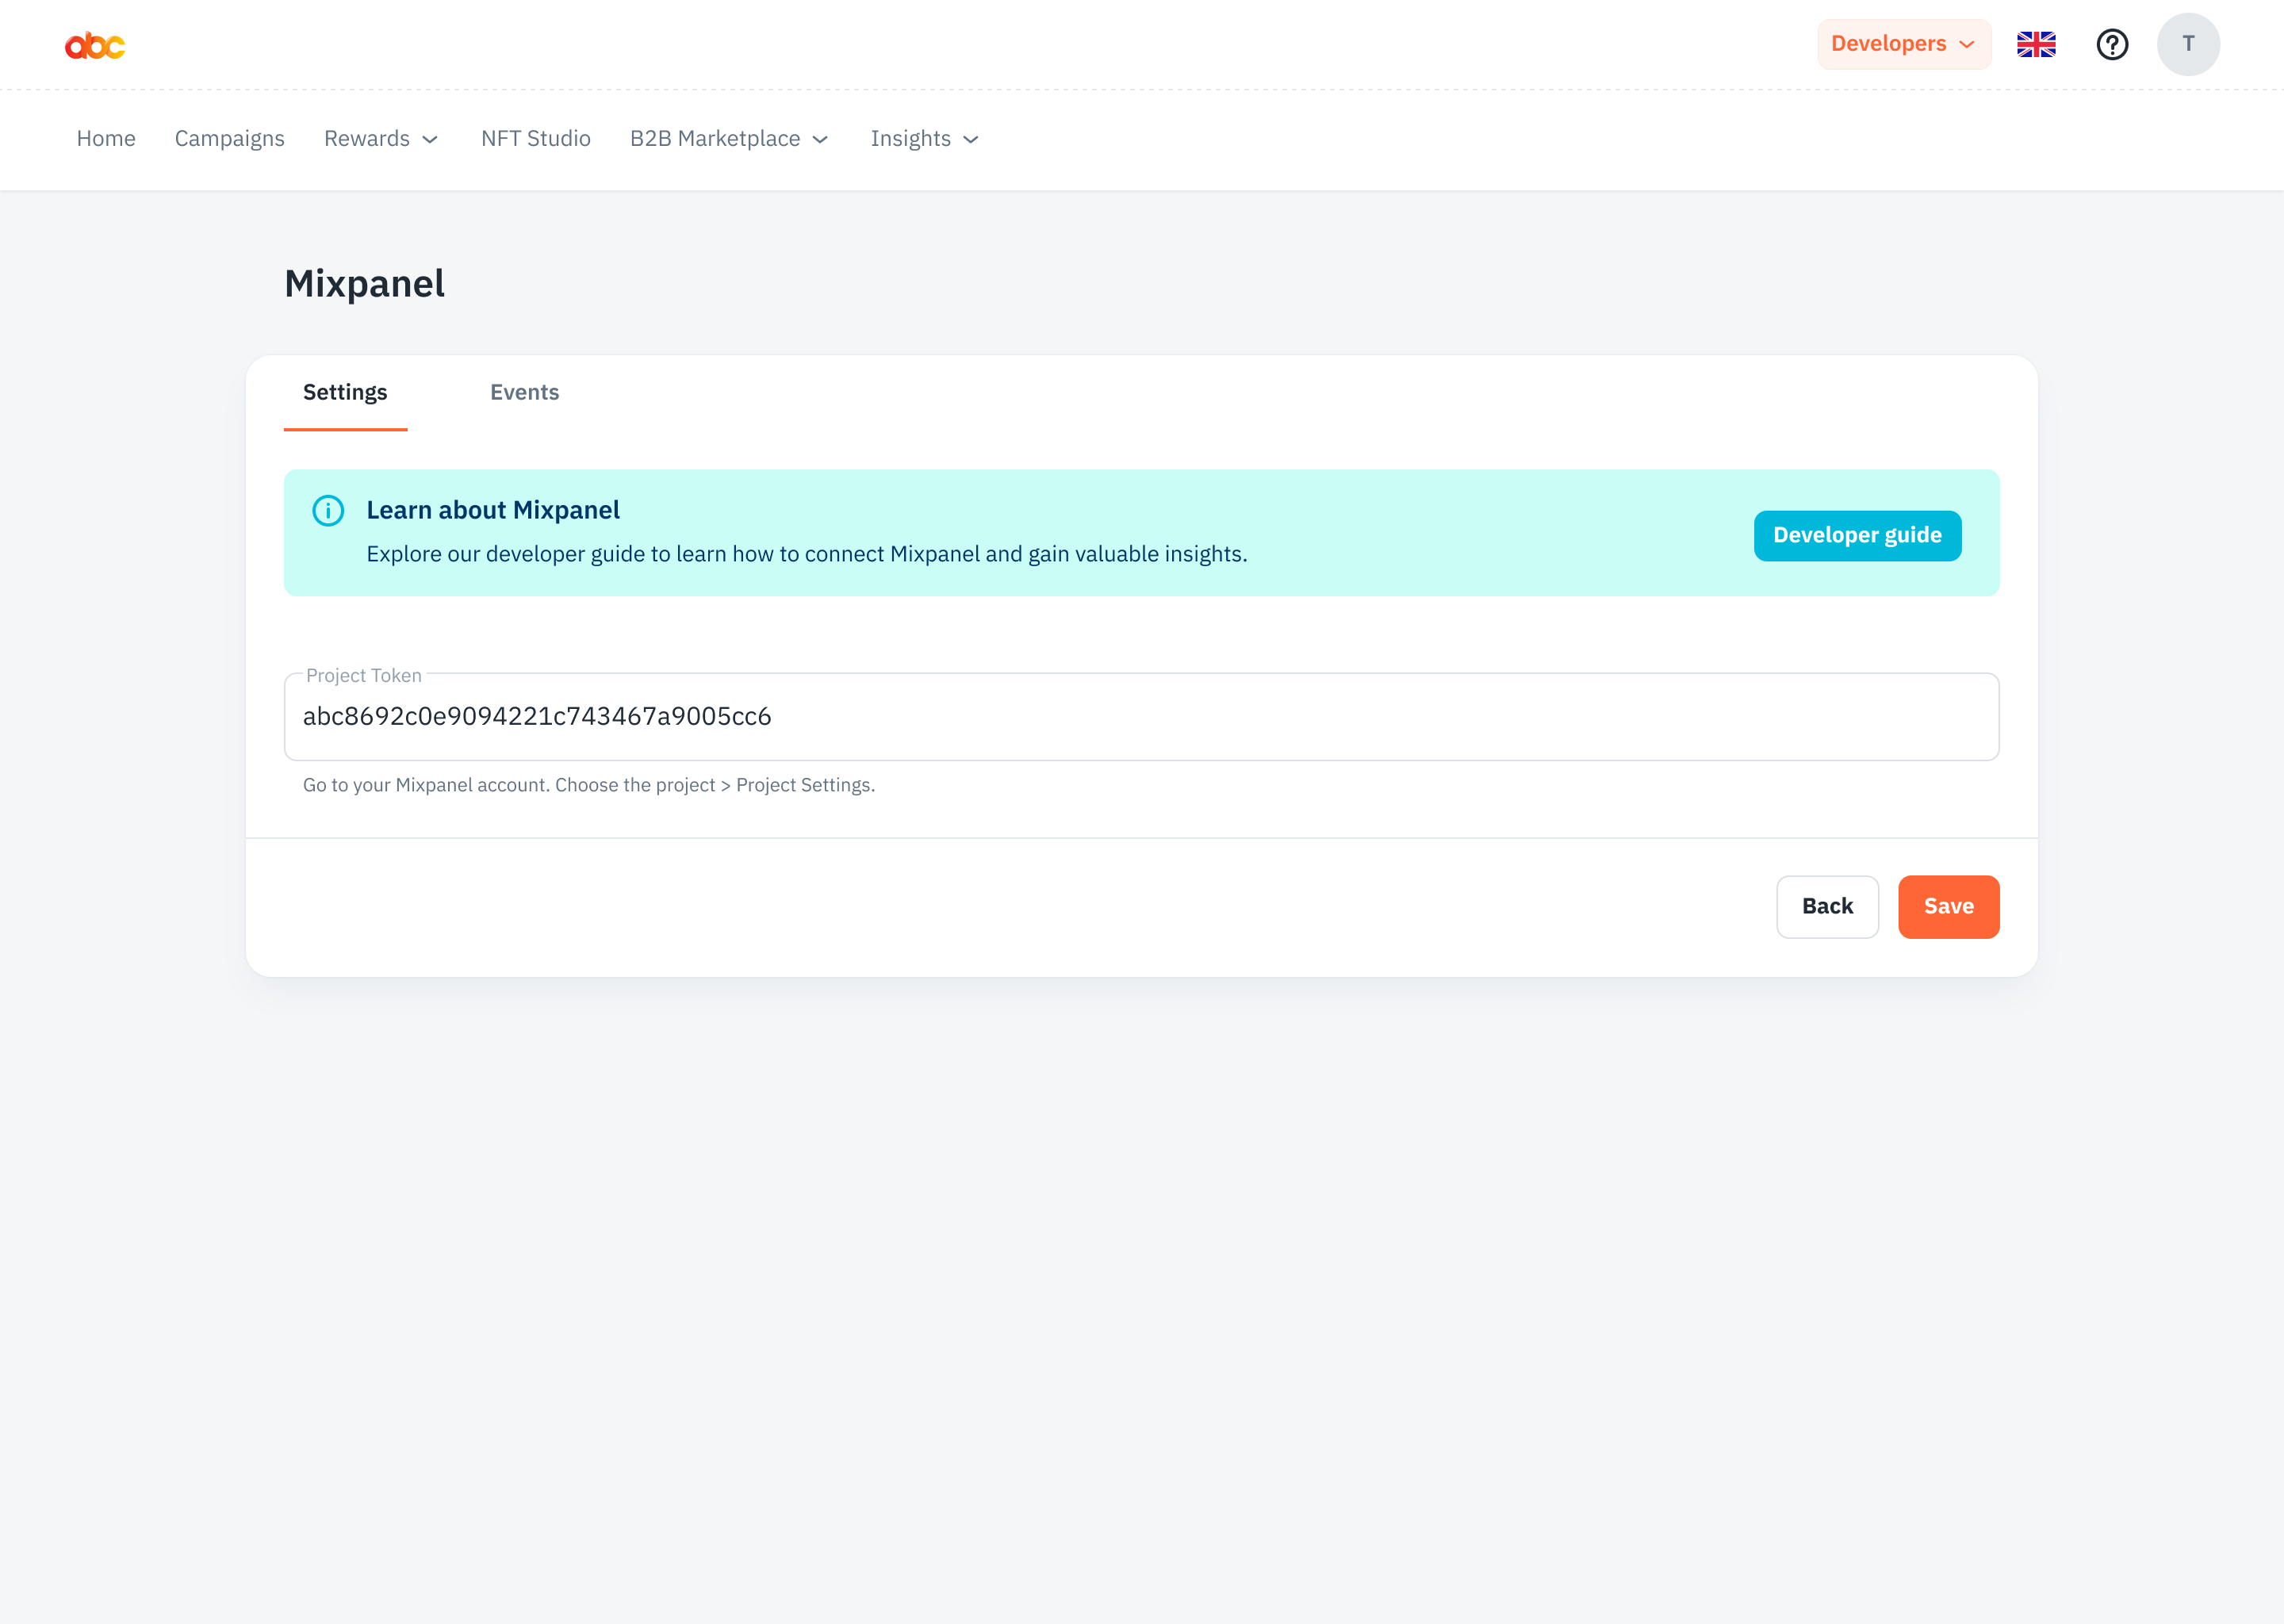 abc
Developers
T
Home Campaigns Rewards NFT Studio B2B Marketplace Insights
Mixpanel
Settings Events
Learn about Mixpanel
Explore our developer guide to learn how to connect Mixpanel and gain valuable insights.
Developer guide
Project Token
abc8692c0e9094221c743467a9005cc6
Go to your Mixpanel account. Choose the project > Project Settings.
Back Save